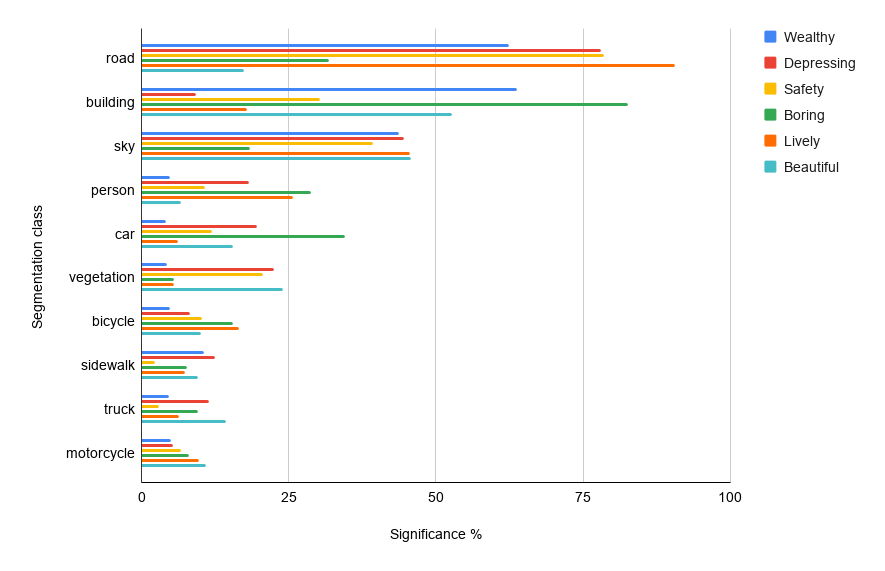 Wealthy
Depressing
Safety
Boring
Lively
Beautiful
Segmentation class
road
building
sky
person
car
vegetation
bicycle
sidewalk
truck
motorcycle
0 25 50 75 100
Significance %